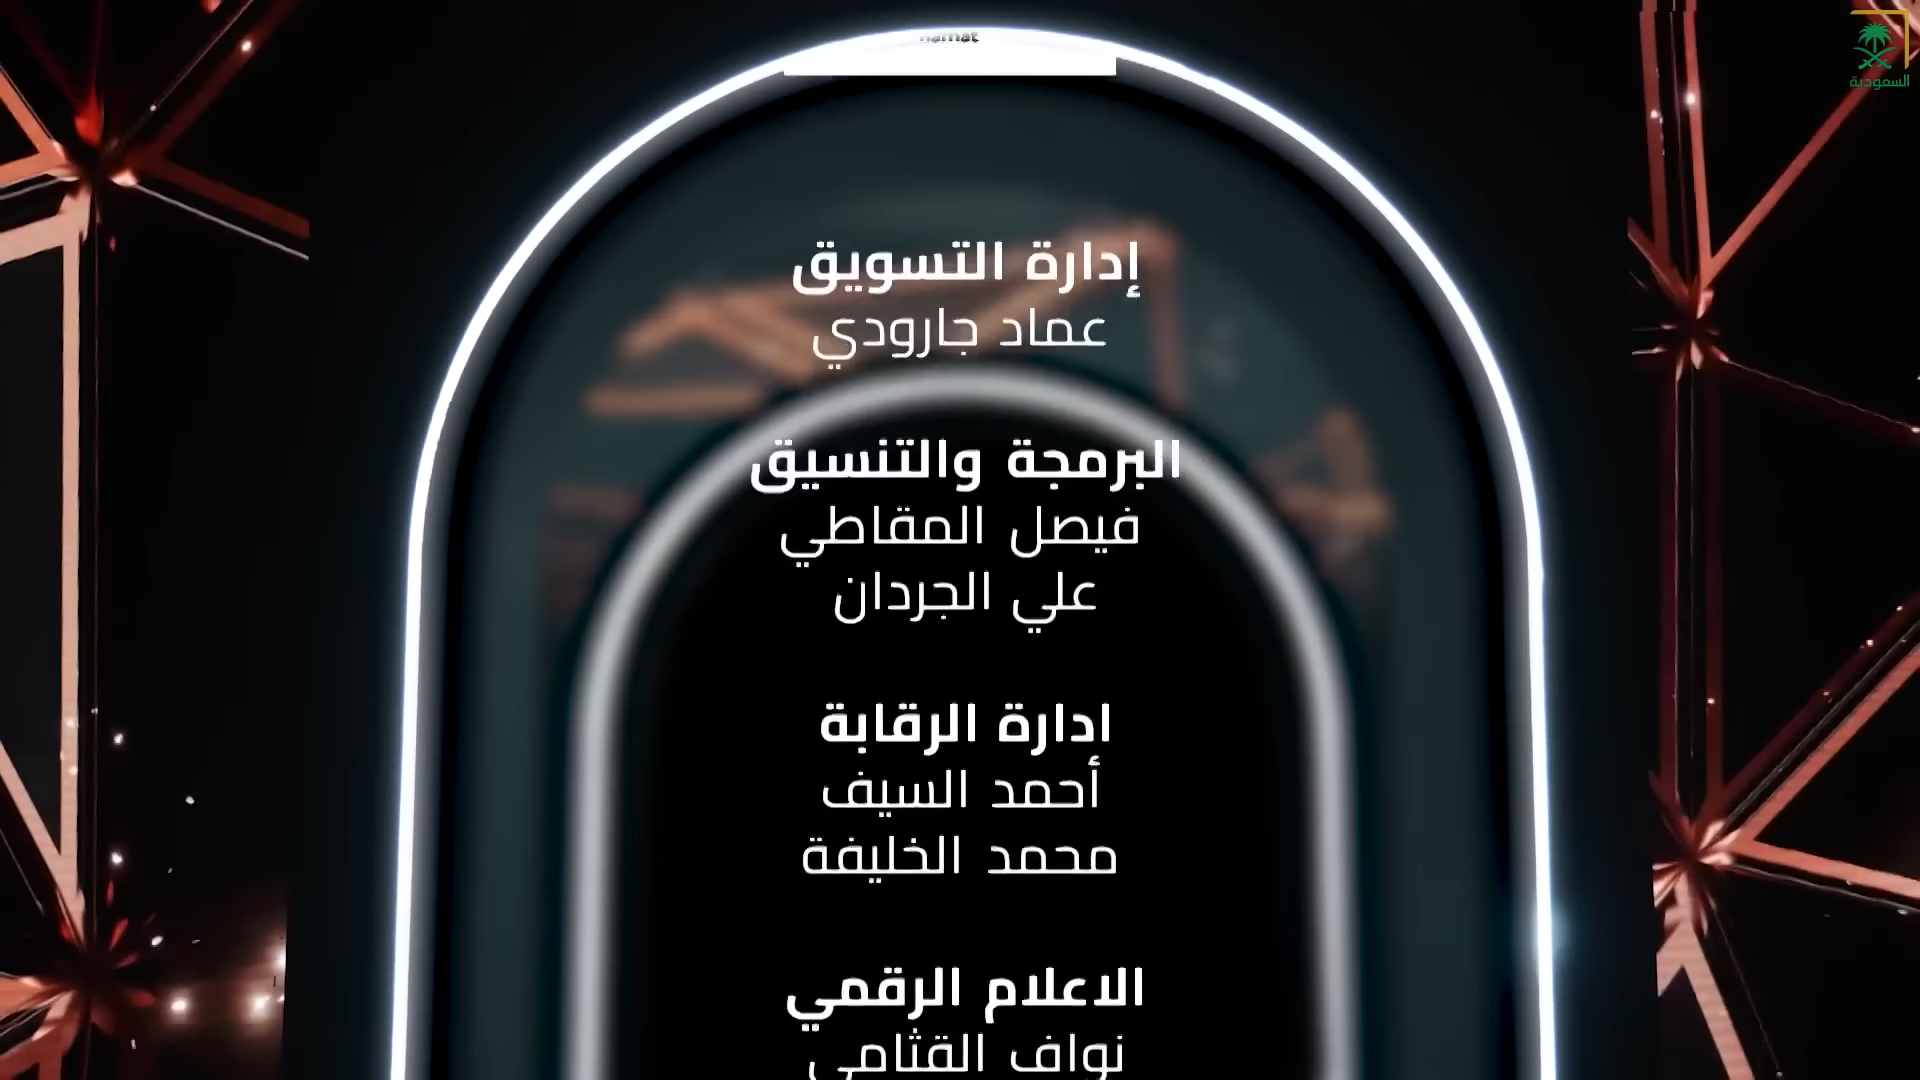 السعودية
إدارة التسويق
عماد جارودي
البرمجة والتنسيق
فيصل المقاطي
علي الجردان
ادارة الرقابة
أحمد السيف
محمد الخليفة
الاعلام الرقمي
نواف القثامي